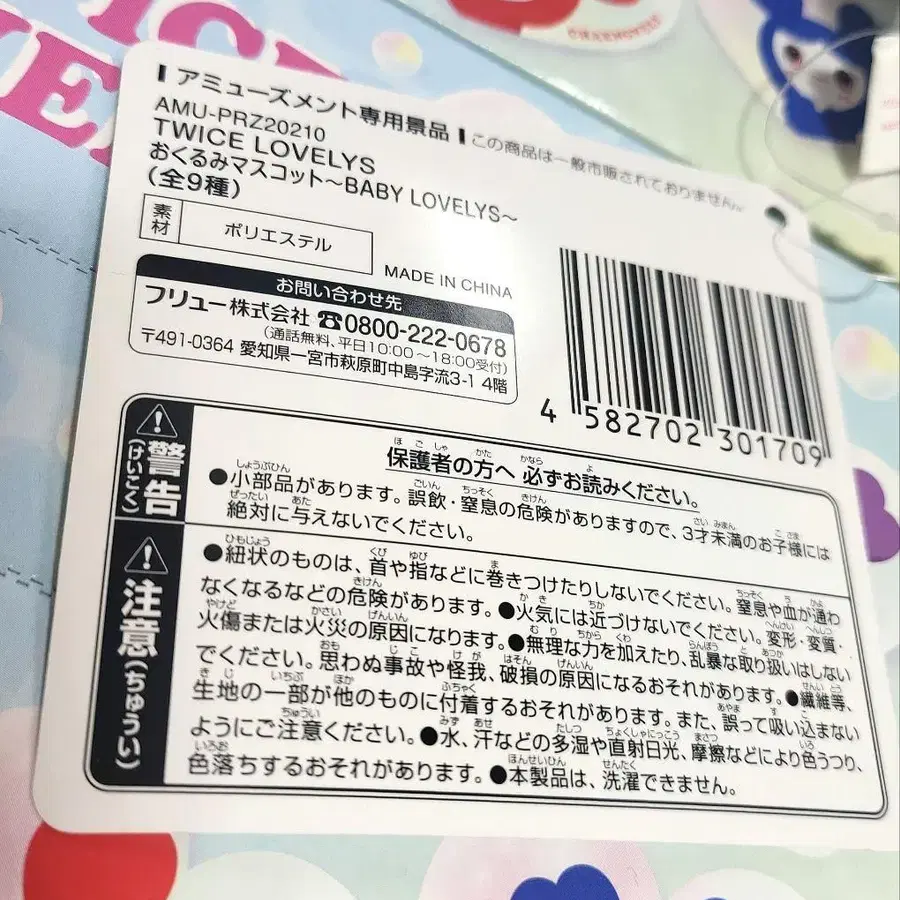 アミューズメント専用景品 この商品は一般市販されておりません。
AMU-PRZ20210
TWICE LOVELYS
おくるみマスコット~BABY LOVELYS~
(全9種)
素材 ポリエステル
MADE IN CHINA
お問い合わせ先
フリュー株式会社 ☎0800-222-0678
(通話無料、平日10:00~18:00受付)
〒491-0364 愛知県一宮市萩原町中島字流3-1 4階
4 582702 301709
警告(けいこく)
保護者の方へ 必ずお読みください。
●小部品があります。誤飲・窒息の危険がありますので、3才未満のお子様には
絶対に与えないでください。
注意(ちゅうい)
●紐状のものは、首や指などに巻きつけたりしないでください。窒息や血が通わ
なくなるなどの危険があります。●火気には近づけないでください。変形・変質・
火傷または火災の原因になります。●無理な力を加えたり、乱暴な取り扱いはしない
でください。思わぬ事故や怪我、破損の原因になるおそれがあります。●繊維等、
生地の一部が他のものに付着するおそれがあります。また、誤って吸い込まない
ようにご注意ください。●水、汗などの多湿や直射日光、摩擦などにより色うつり、
色落ちするおそれがあります。●本製品は、洗濯できません。